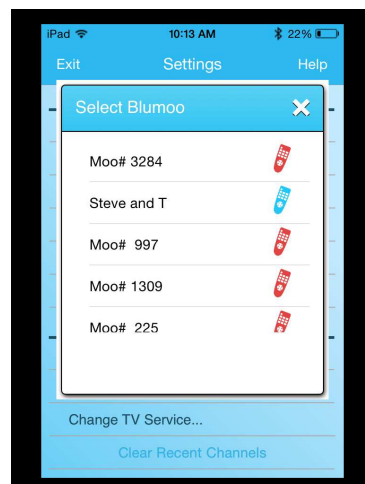 iPad 10:13 AM 22%
Exit Settings Help
Select Blumoo
Moo# 3284
Steve and T
Moo#  997
Moo# 1309
Moo#  225
Change TV Service...
Clear Recent Channels